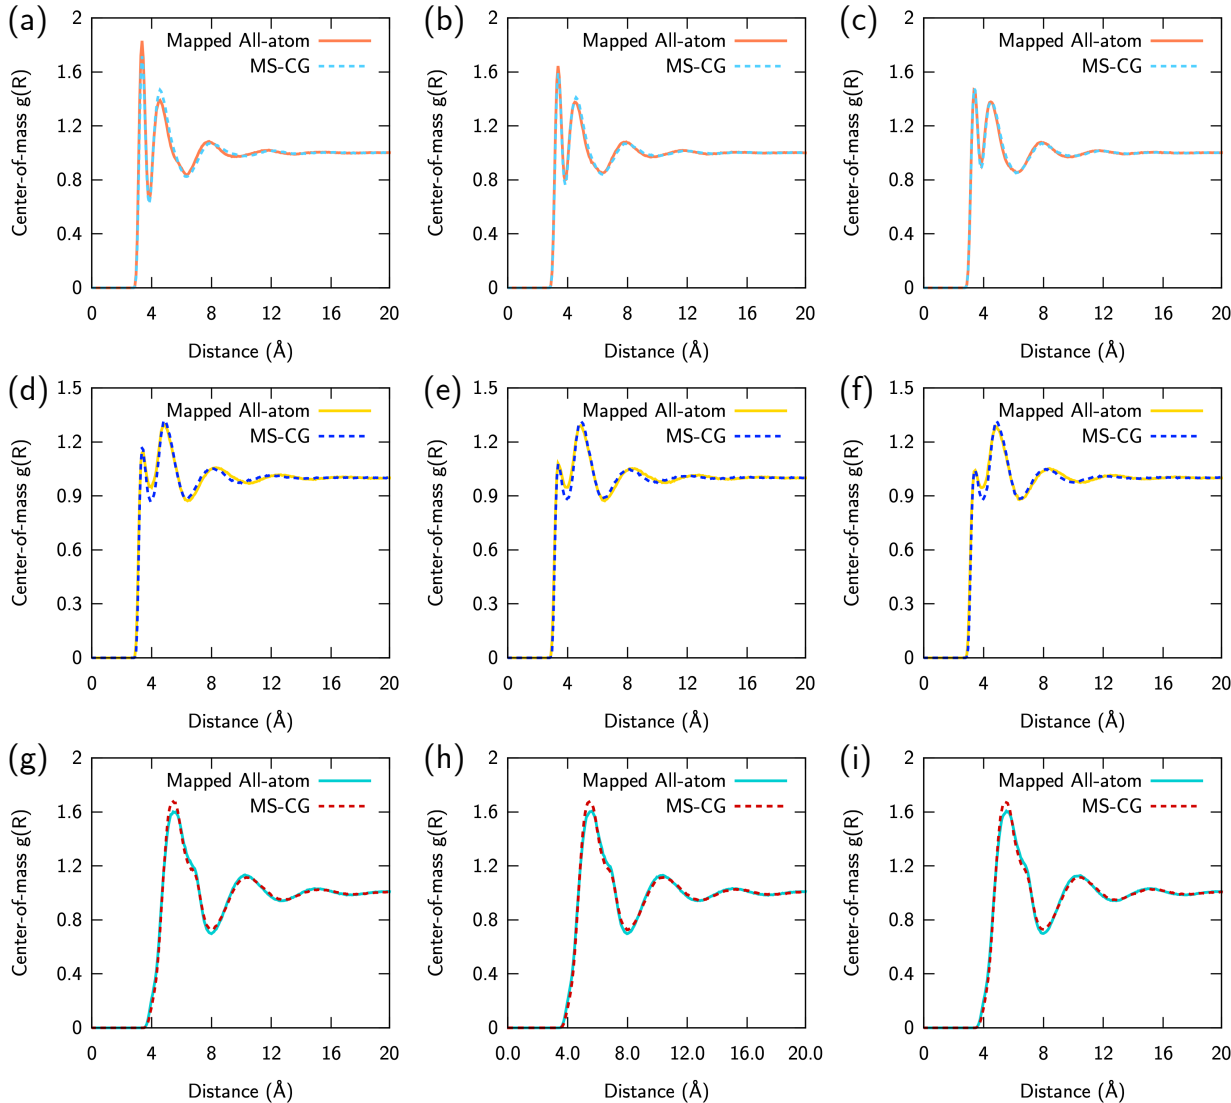 (a)
2
1.6
1.2
0.8
0.4
0
Center-of-mass g(R)
Mapped All-atom
MS-CG
0 4 8 12 16 20
Distance (Å)
(b)
2
1.6
1.2
0.8
0.4
0
Center-of-mass g(R)
Mapped All-atom
MS-CG
0 4 8 12 16 20
Distance (Å)
(c)
2
1.6
1.2
0.8
0.4
0
Center-of-mass g(R)
Mapped All-atom
MS-CG
0 4 8 12 16 20
Distance (Å)
(d)
1.5
1.2
0.9
0.6
0.3
0
Center-of-mass g(R)
Mapped All-atom
MS-CG
0 4 8 12 16 20
Distance (Å)
(e)
1.5
1.2
0.9
0.6
0.3
0
Center-of-mass g(R)
Mapped All-atom
MS-CG
0 4 8 12 16 20
Distance (Å)
(f)
1.5
1.2
0.9
0.6
0.3
0
Center-of-mass g(R)
Mapped All-atom
MS-CG
0 4 8 12 16 20
Distance (Å)
(g)
2
1.6
1.2
0.8
0.4
0
Center-of-mass g(R)
Mapped All-atom
MS-CG
0 4 8 12 16 20
Distance (Å)
(h)
2
1.6
1.2
0.8
0.4
0
Center-of-mass g(R)
Mapped All-atom
MS-CG
0.0 4.0 8.0 12.0 16.0 20.0
Distance (Å)
(i)
2
1.6
1.2
0.8
0.4
0
Center-of-mass g(R)
Mapped All-atom
MS-CG
0 4 8 12 16 20
Distance (Å)